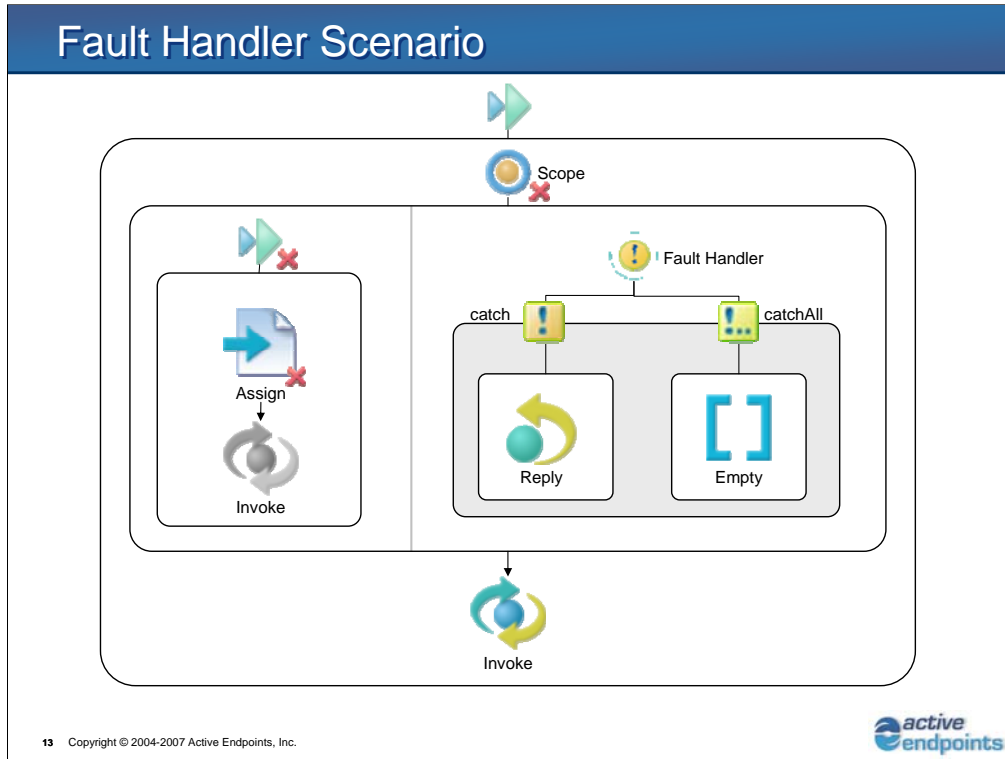 Fault Handler Scenario
Scope
Fault Handler
catch
catchAll
Assign
Invoke
Reply
Empty
Invoke
13 Copyright © 2004-2007 Active Endpoints, Inc.
active
endpoints